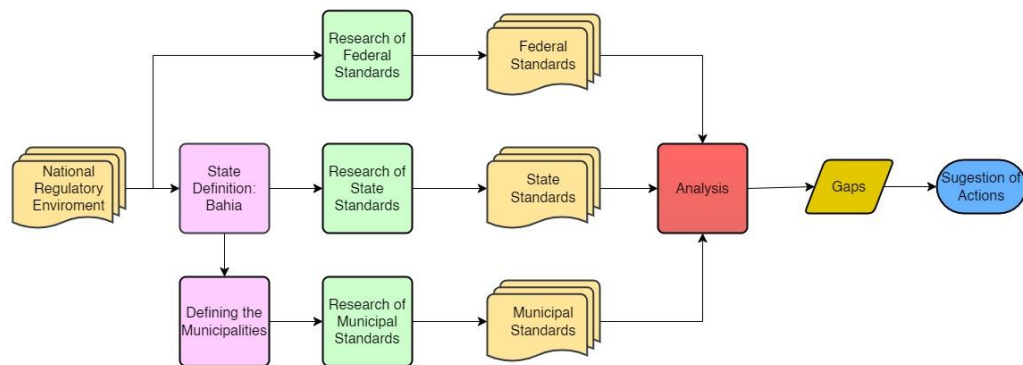 Research of
Federal
Standards
Federal
Standards
National
Regulatory
Enviroment
State
Definition:
Bahia
Research of
State
Standards
State
Standards
Analysis
Gaps
Sugestion of
Actions
Defining the
Municipalities
Research of
Municipal
Standards
Municipal
Standards